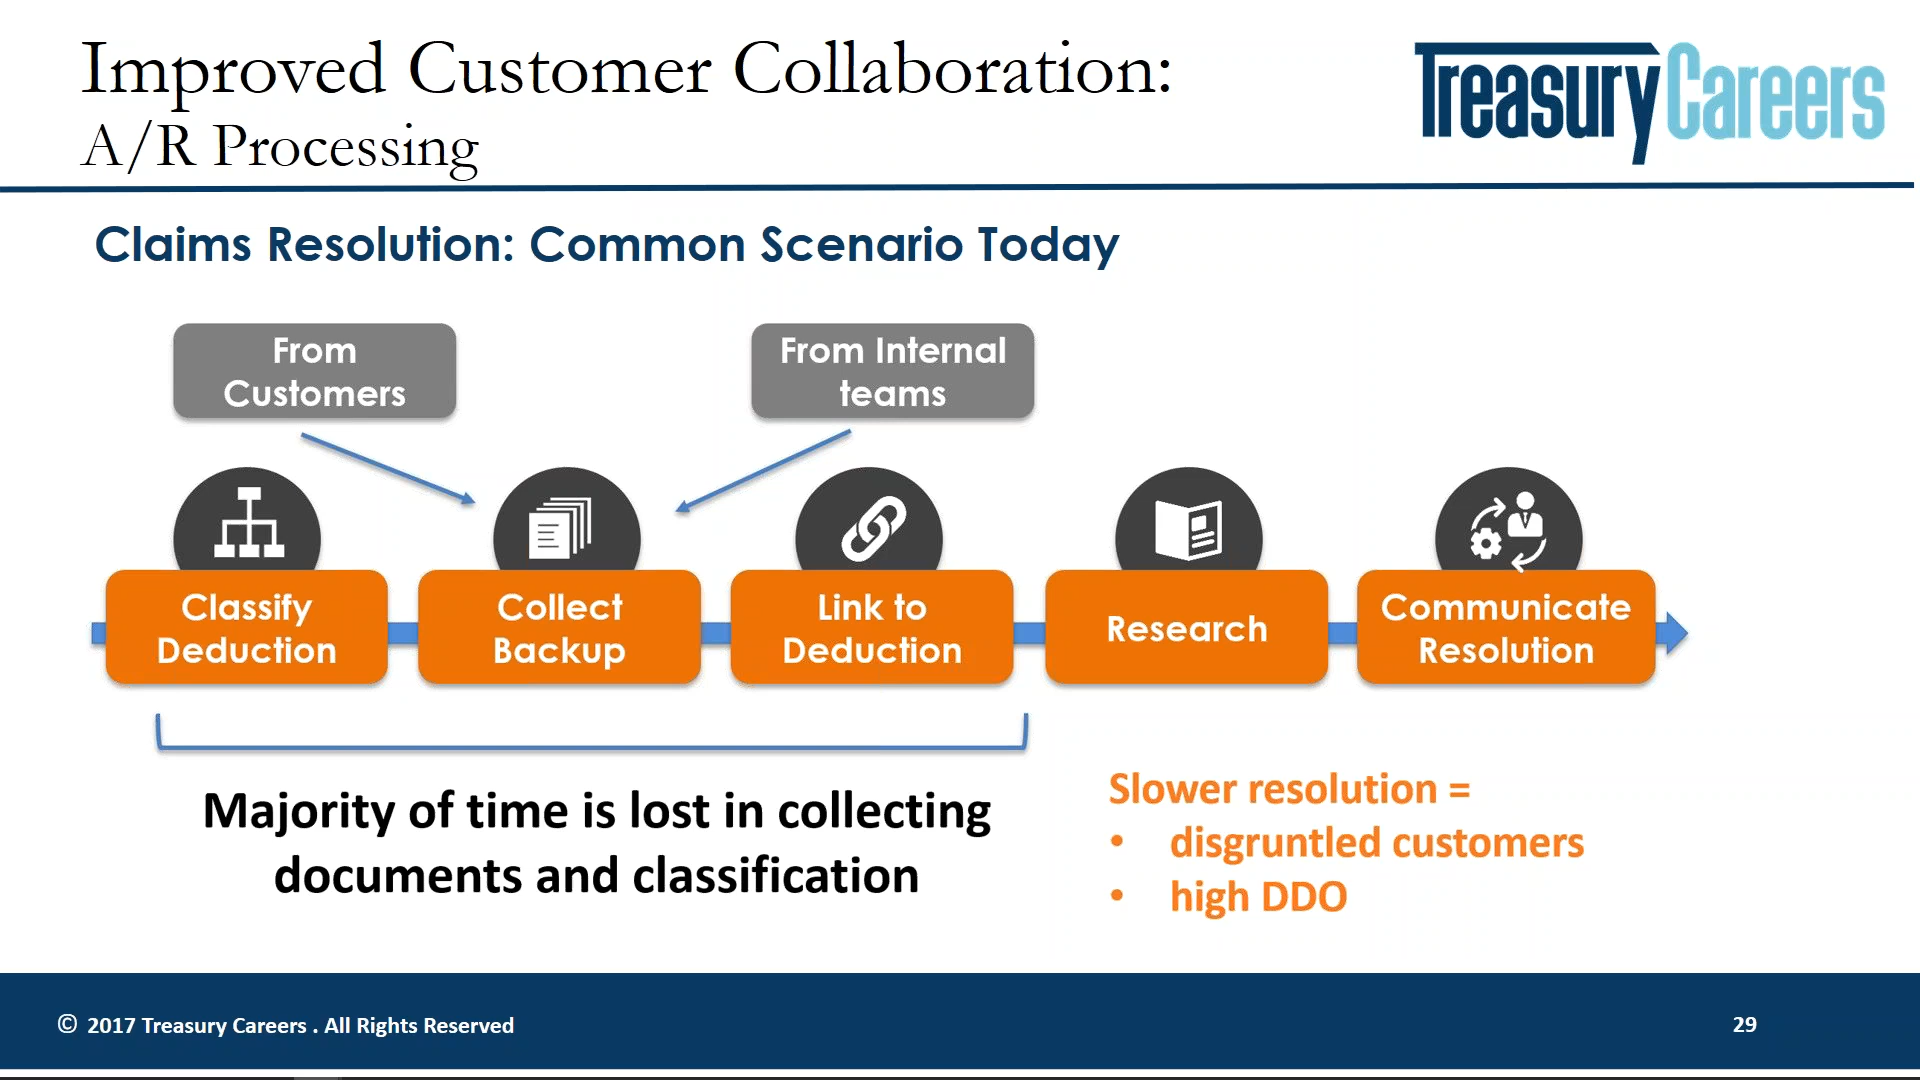 Improved Customer Collaboration:
A/R Processing
TreasuryCareers
Claims Resolution: Common Scenario Today
From
Customers
From Internal
teams
Classify
Deduction
Collect
Backup
Link to
Deduction
Research
Communicate
Resolution
Majority of time is lost in collecting
documents and classification
Slower resolution =
• disgruntled customers
• high DDO
© 2017 Treasury Careers . All Rights Reserved
29